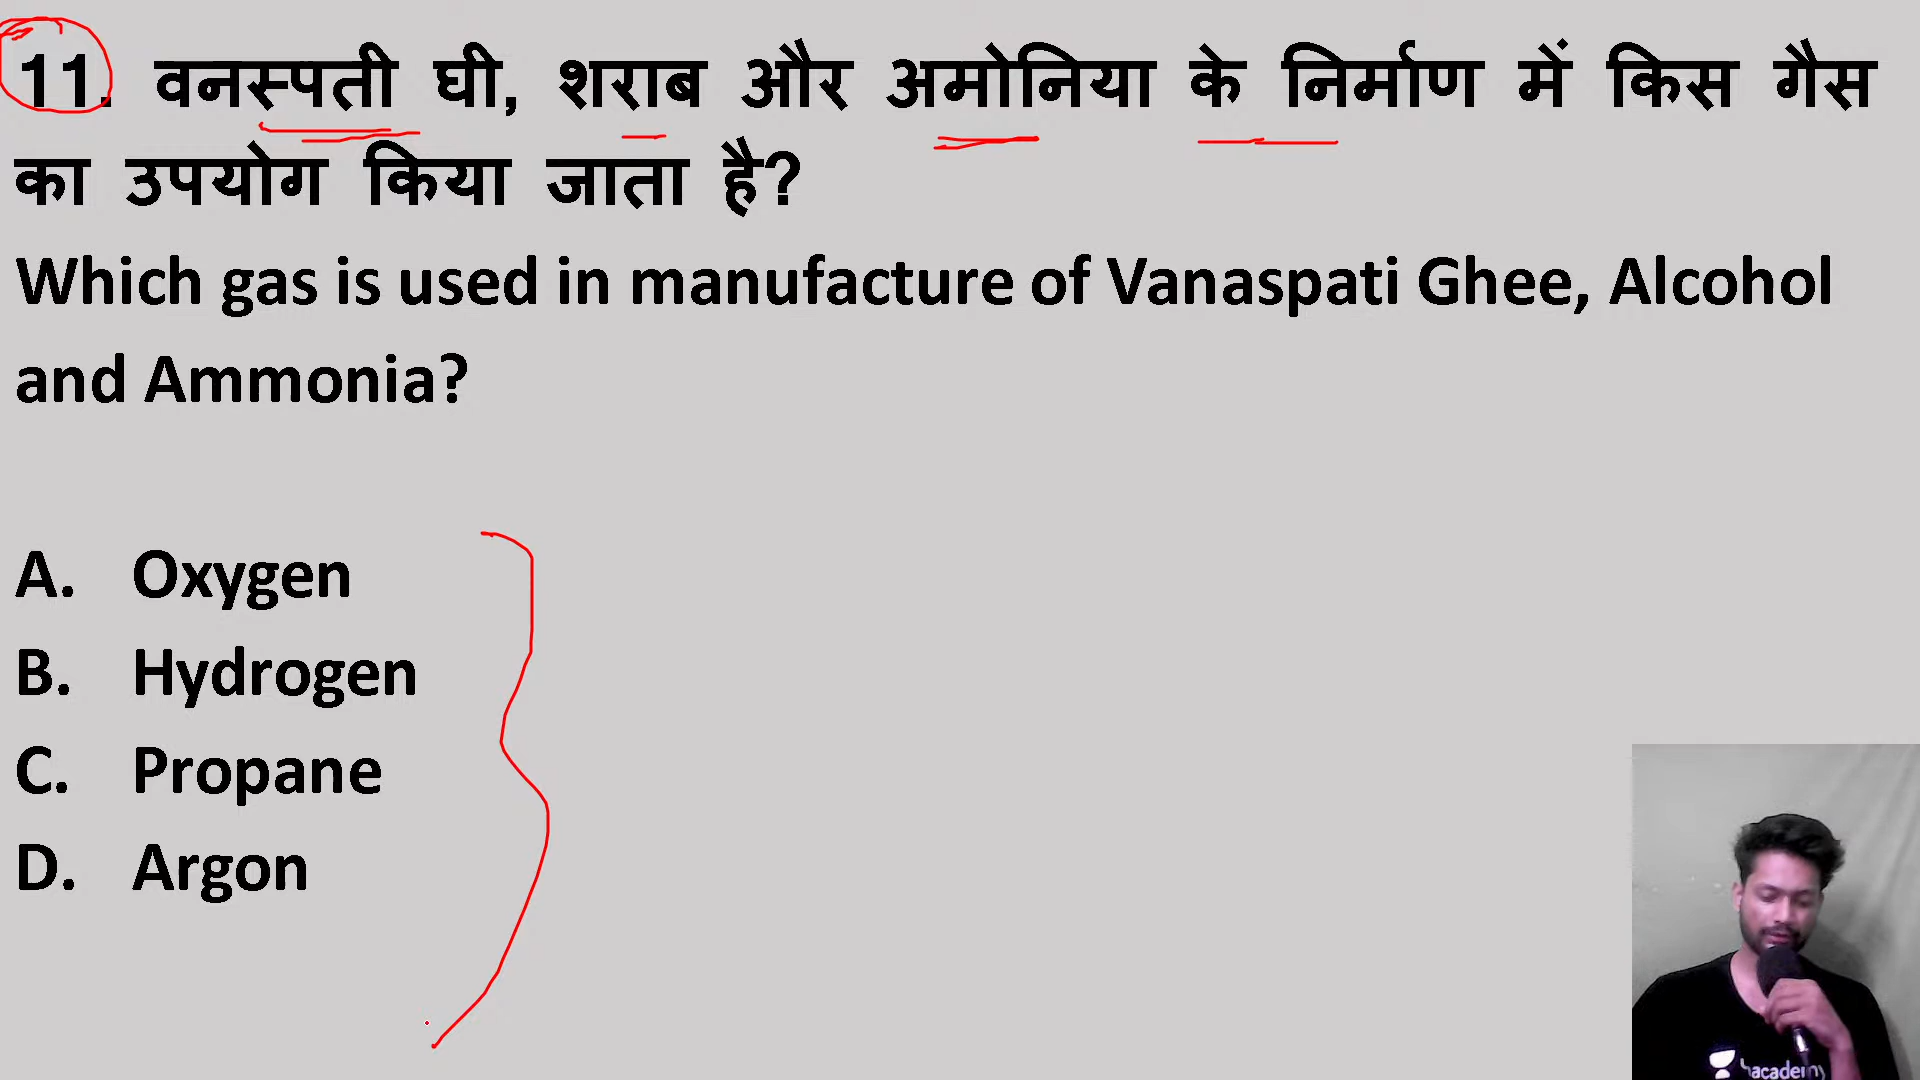 11. वनस्पती घी, शराब और अमोनिया के निर्माण में किस गैस
का उपयोग किया जाता है?
Which gas is used in manufacture of Vanaspati Ghee, Alcohol
and Ammonia?
A. Oxygen
B. Hydrogen
C. Propane
D. Argon